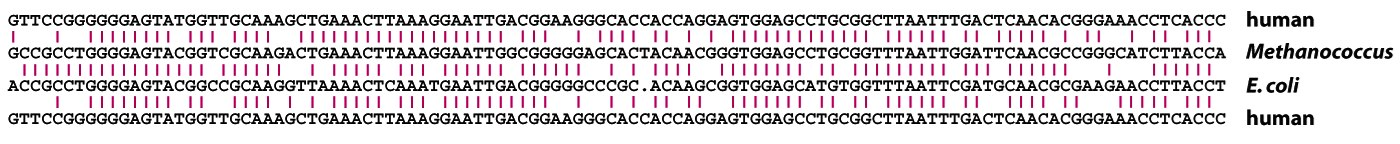 GTTCCGGGGGGAGTATGGTTGCAAAGCTGAAACTTAAAGGAATTGACGGAAGGGCACCACCAGGAGTGGAGCCTGCGGCTTAATTTGACTCAACACGGGAAACCTCACCC human
GCCGCCTGGGGAGTACGGTCGCAAGACTGAAACTTAAAGGAATTGGCGGGGGAGCACTACAACGGGTGGAGCCTGCGGTTTAATTGGATTCAACGCCGGGCATCTTACCA Methanococcus
ACCGCCTGGGGAGTACGGCCGCAAGGTTAAAACTCAAATGAATTGACGGGGGCCCGC.ACAAGCGGTGGAGCATGTGGTTTAATTCGATGCAACGCGAAGAACCTTACCT E. coli
GTTCCGGGGGGAGTATGGTTGCAAAGCTGAAACTTAAAGGAATTGACGGAAGGGCACCACCAGGAGTGGAGCCTGCGGCTTAATTTGACTCAACACGGGAAACCTCACCC human